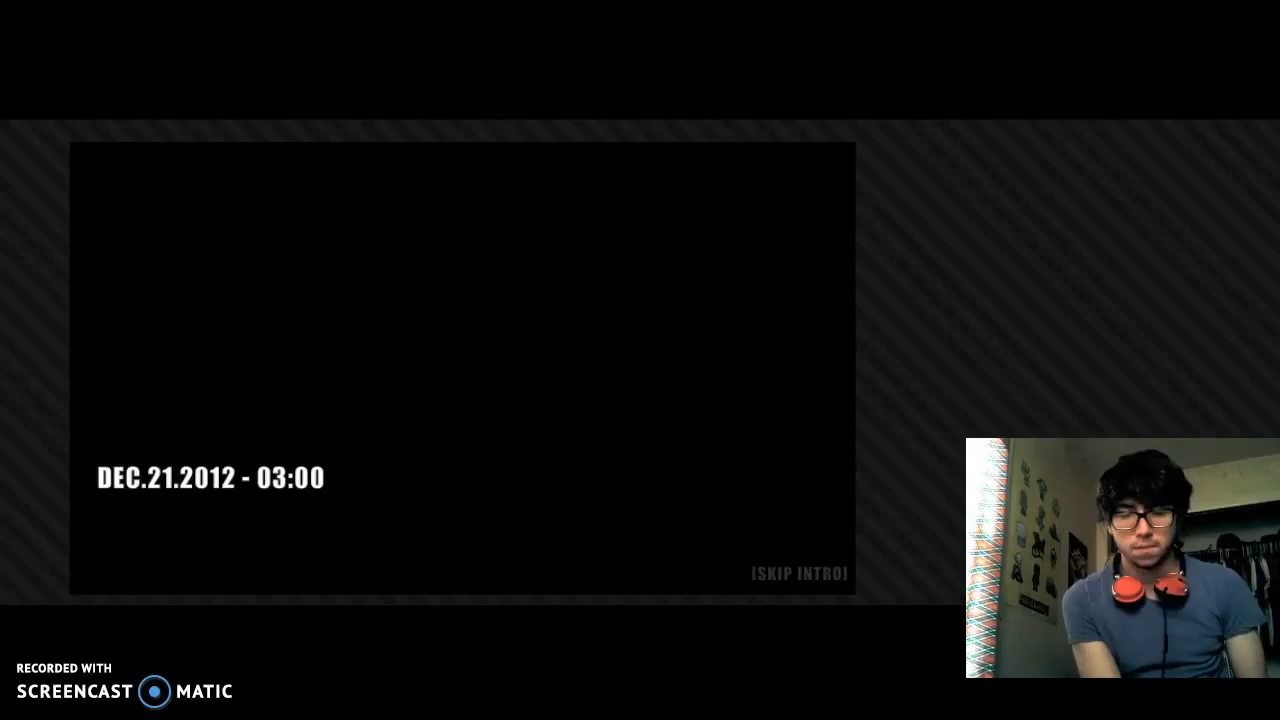 DEC.21.2012 - 03:00
[SKIP INTRO]
RECORDED WITH
SCREENCAST MATIC